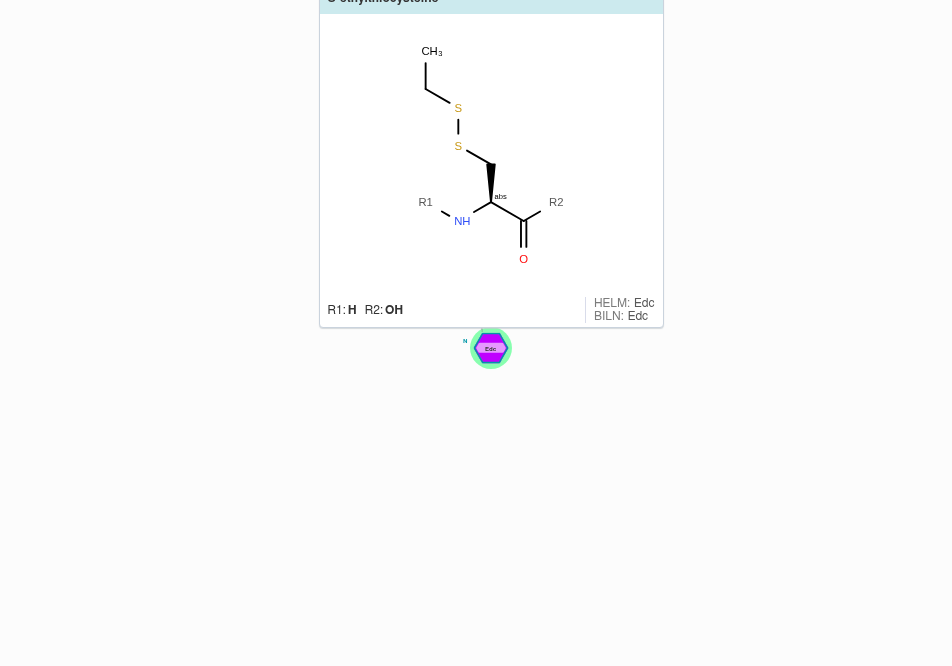 CH₃
S
S
abs
R1
R2
NH
O
R1: H R2: OH
HELM: Edc
BILN: Edc
N
Edc